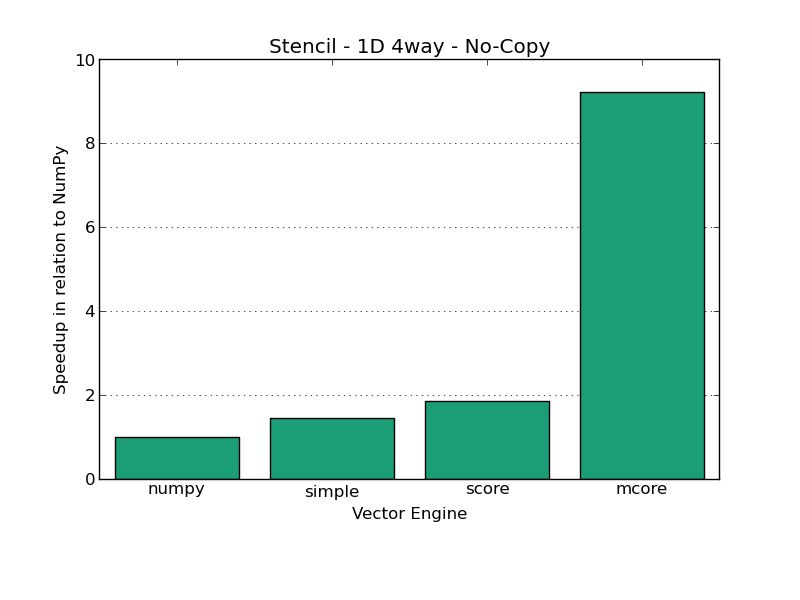 Stencil - 1D 4way - No-Copy
10
8
6
4
2
0
Speedup in relation to NumPy
numpy simple score mcore
Vector Engine